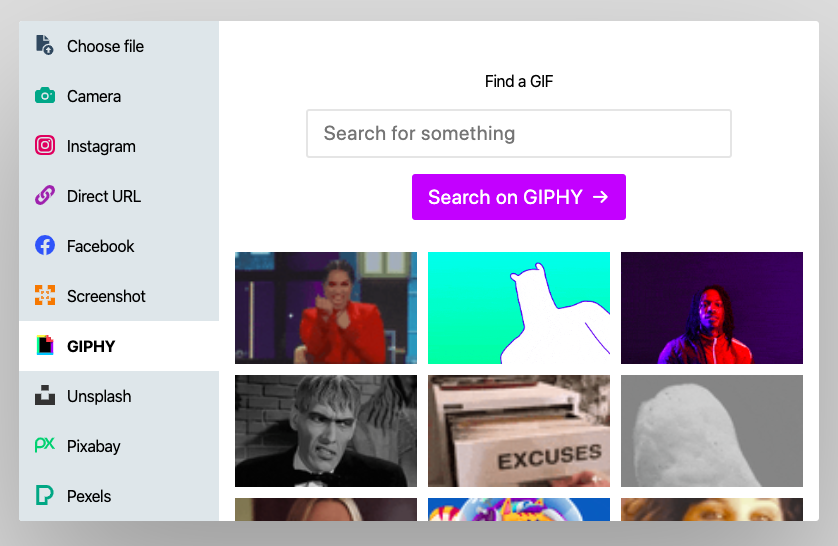 Choose file
Camera
Instagram
Direct URL
Facebook
Screenshot
GIPHY
Unsplash
Pixabay
Pexels
Find a GIF
Search for something
Search on GIPHY →
EXCUSES